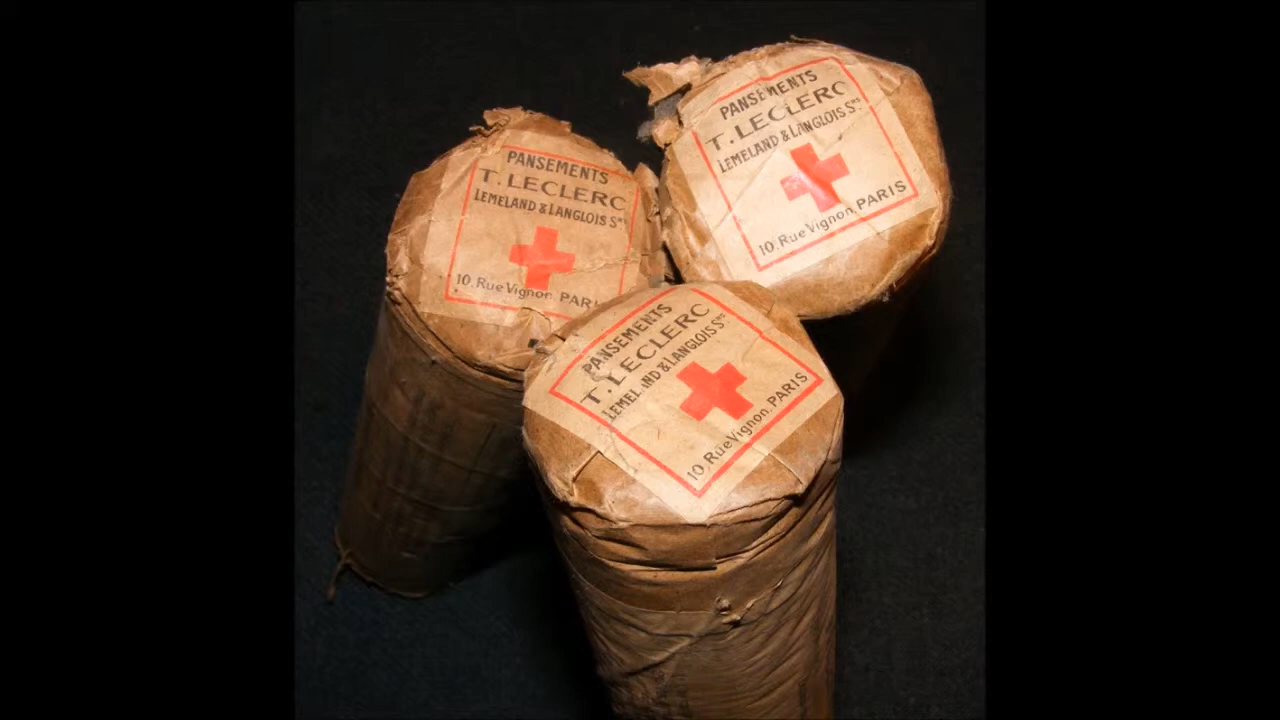 PANSEMENTS
T. LECLERC
LEMELAND & LANGLOIS Srs
10, Rue Vignon, PARIS
PANSEMENTS
T. LECLERC
LEMELAND & LANGLOIS Srs
10, Rue Vignon, PARIS
PANSEMENTS
T. LECLERC
LEMELAND & LANGLOIS Srs
10, Rue Vignon, PARIS